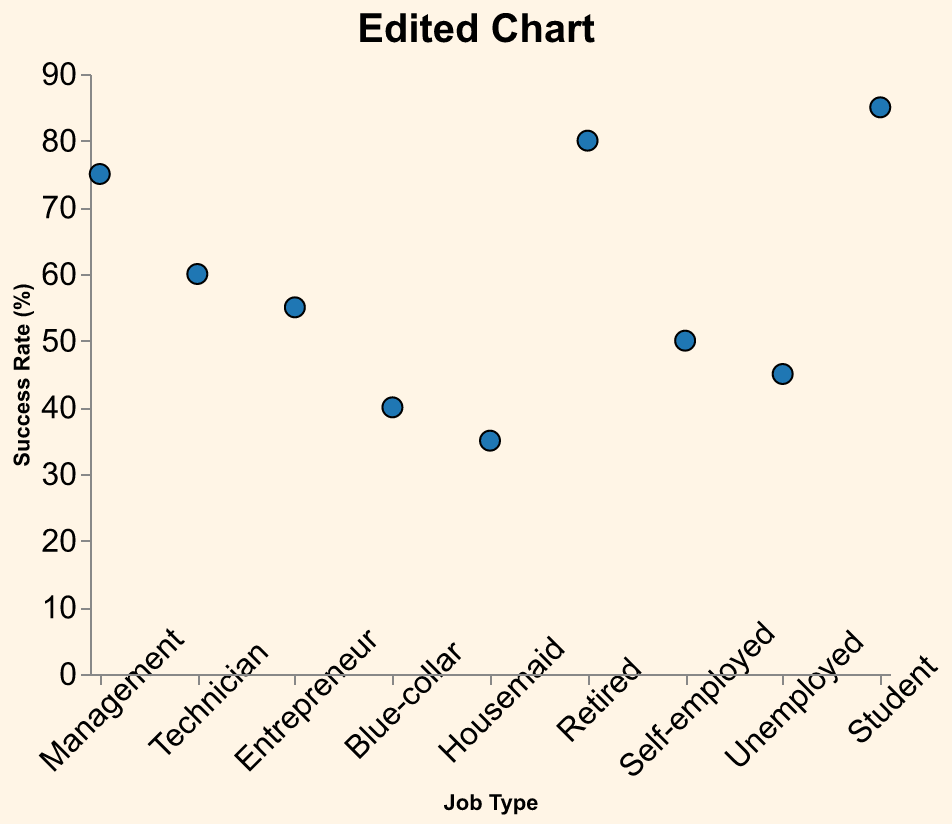 Edited Chart
90
80
70
60
50
40
30
20
10
0
Success Rate (%)
Management
Technician
Entrepreneur
Blue-collar
Housemaid
Retired
Self-employed
Unemployed
Student
Job Type